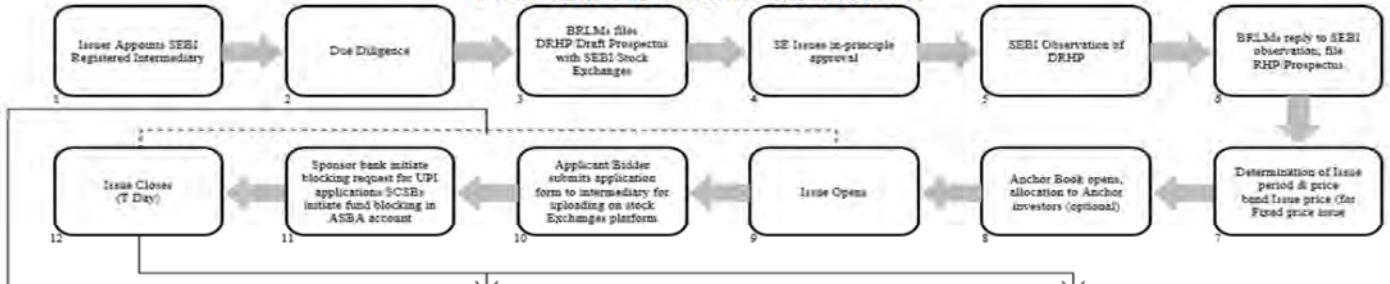 Issuer Appoints SEBI
Registered Intermediary
1
Due Diligence
2
BRLMs files
DRHP Draft Prospectus
with SEBI Stock
Exchanges
3
SE Issues in-principle
approval
4
SEBI Observation of
DRHP
5
BRLMs reply to SEBI
observation, file
RHP/Prospectus
6
Determination of Issue
period & price
band/Issue price (for
Fixed price issue
7
Anchor Book opens,
allocation to Anchor
investors (optional)
8
Issue Opens
9
Applicant/Bidder
submits application
form to intermediary for
uploading on stock
Exchanges platform
10
Sponsor bank initiate
blocking request for UPI
applications SCSBs
initiate fund blocking in
ASBA account
11
Issue Closes
(T Day)
12